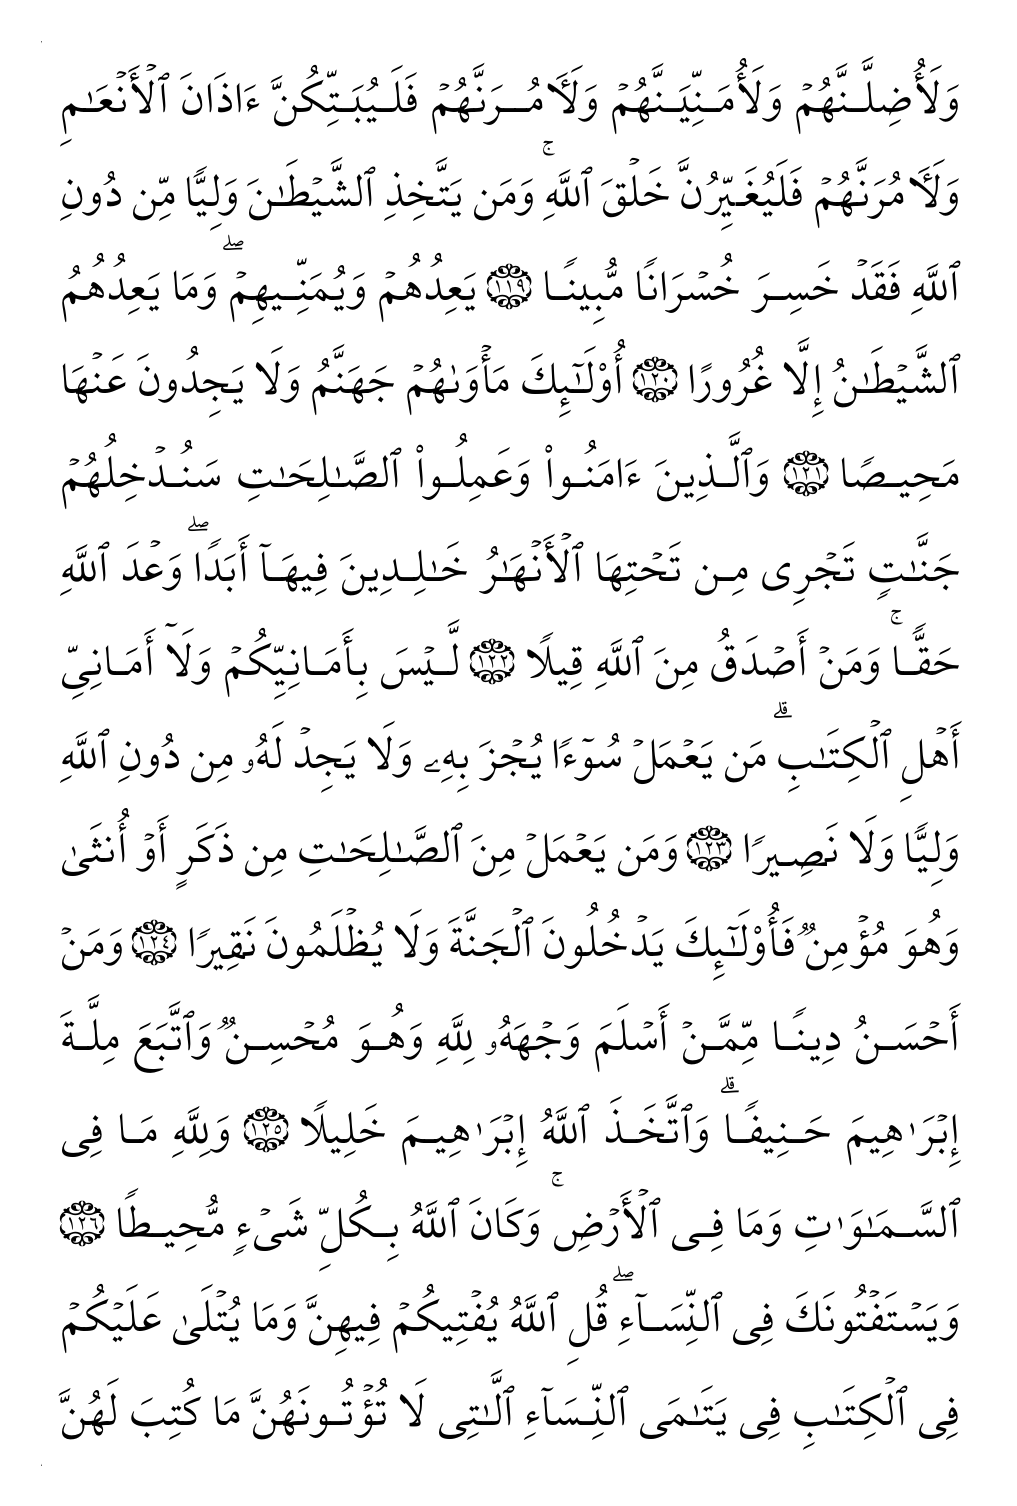 وَلَأُضِلَّنَّهُمۡ وَلَأُمَنِّيَنَّهُمۡ وَلَأٓمُرَنَّهُمۡ فَلَيُبَتِّكُنَّ ءَاذَانَ ٱلۡأَنۡعَٰمِ
وَلَأٓمُرَنَّهُمۡ فَلَيُغَيِّرُنَّ خَلۡقَ ٱللَّهِۚ وَمَن يَتَّخِذِ ٱلشَّيۡطَٰنَ وَلِيّٗا مِّن دُونِ
ٱللَّهِ فَقَدۡ خَسِرَ خُسۡرَانٗا مُّبِينٗا ١١٩ يَعِدُهُمۡ وَيُمَنِّيهِمۡۖ وَمَا يَعِدُهُمُ
ٱلشَّيۡطَٰنُ إِلَّا غُرُورًا ١٢٠ أُوْلَٰٓئِكَ مَأۡوَىٰهُمۡ جَهَنَّمُ وَلَا يَجِدُونَ عَنۡهَا
مَحِيصٗا ١٢١ وَٱلَّذِينَ ءَامَنُواْ وَعَمِلُواْ ٱلصَّٰلِحَٰتِ سَنُدۡخِلُهُمۡ
جَنَّٰتٖ تَجۡرِي مِن تَحۡتِهَا ٱلۡأَنۡهَٰرُ خَٰلِدِينَ فِيهَآ أَبَدٗاۖ وَعۡدَ ٱللَّهِ
حَقّٗاۚ وَمَنۡ أَصۡدَقُ مِنَ ٱللَّهِ قِيلٗا ١٢٢ لَّيۡسَ بِأَمَانِيِّكُمۡ وَلَآ أَمَانِيِّ
أَهۡلِ ٱلۡكِتَٰبِۗ مَن يَعۡمَلۡ سُوٓءٗا يُجۡزَ بِهِۦ وَلَا يَجِدۡ لَهُۥ مِن دُونِ ٱللَّهِ
وَلِيّٗا وَلَا نَصِيرٗا ١٢٣ وَمَن يَعۡمَلۡ مِنَ ٱلصَّٰلِحَٰتِ مِن ذَكَرٍ أَوۡ أُنثَىٰ
وَهُوَ مُؤۡمِنٞ فَأُوْلَٰٓئِكَ يَدۡخُلُونَ ٱلۡجَنَّةَ وَلَا يُظۡلَمُونَ نَقِيرٗا ١٢٤ وَمَنۡ
أَحۡسَنُ دِينٗا مِّمَّنۡ أَسۡلَمَ وَجۡهَهُۥ لِلَّهِ وَهُوَ مُحۡسِنٞ وَٱتَّبَعَ مِلَّةَ
إِبۡرَٰهِيمَ حَنِيفٗاۗ وَٱتَّخَذَ ٱللَّهُ إِبۡرَٰهِيمَ خَلِيلٗا ١٢٥ وَلِلَّهِ مَا فِي
ٱلسَّمَٰوَٰتِ وَمَا فِي ٱلۡأَرۡضِۚ وَكَانَ ٱللَّهُ بِكُلِّ شَيۡءٖ مُّحِيطٗا ١٢٦
وَيَسۡتَفۡتُونَكَ فِي ٱلنِّسَآءِۖ قُلِ ٱللَّهُ يُفۡتِيكُمۡ فِيهِنَّ وَمَا يُتۡلَىٰ عَلَيۡكُمۡ
فِي ٱلۡكِتَٰبِ فِي يَتَٰمَى ٱلنِّسَآءِ ٱلَّٰتِي لَا تُؤۡتُونَهُنَّ مَا كُتِبَ لَهُنَّ